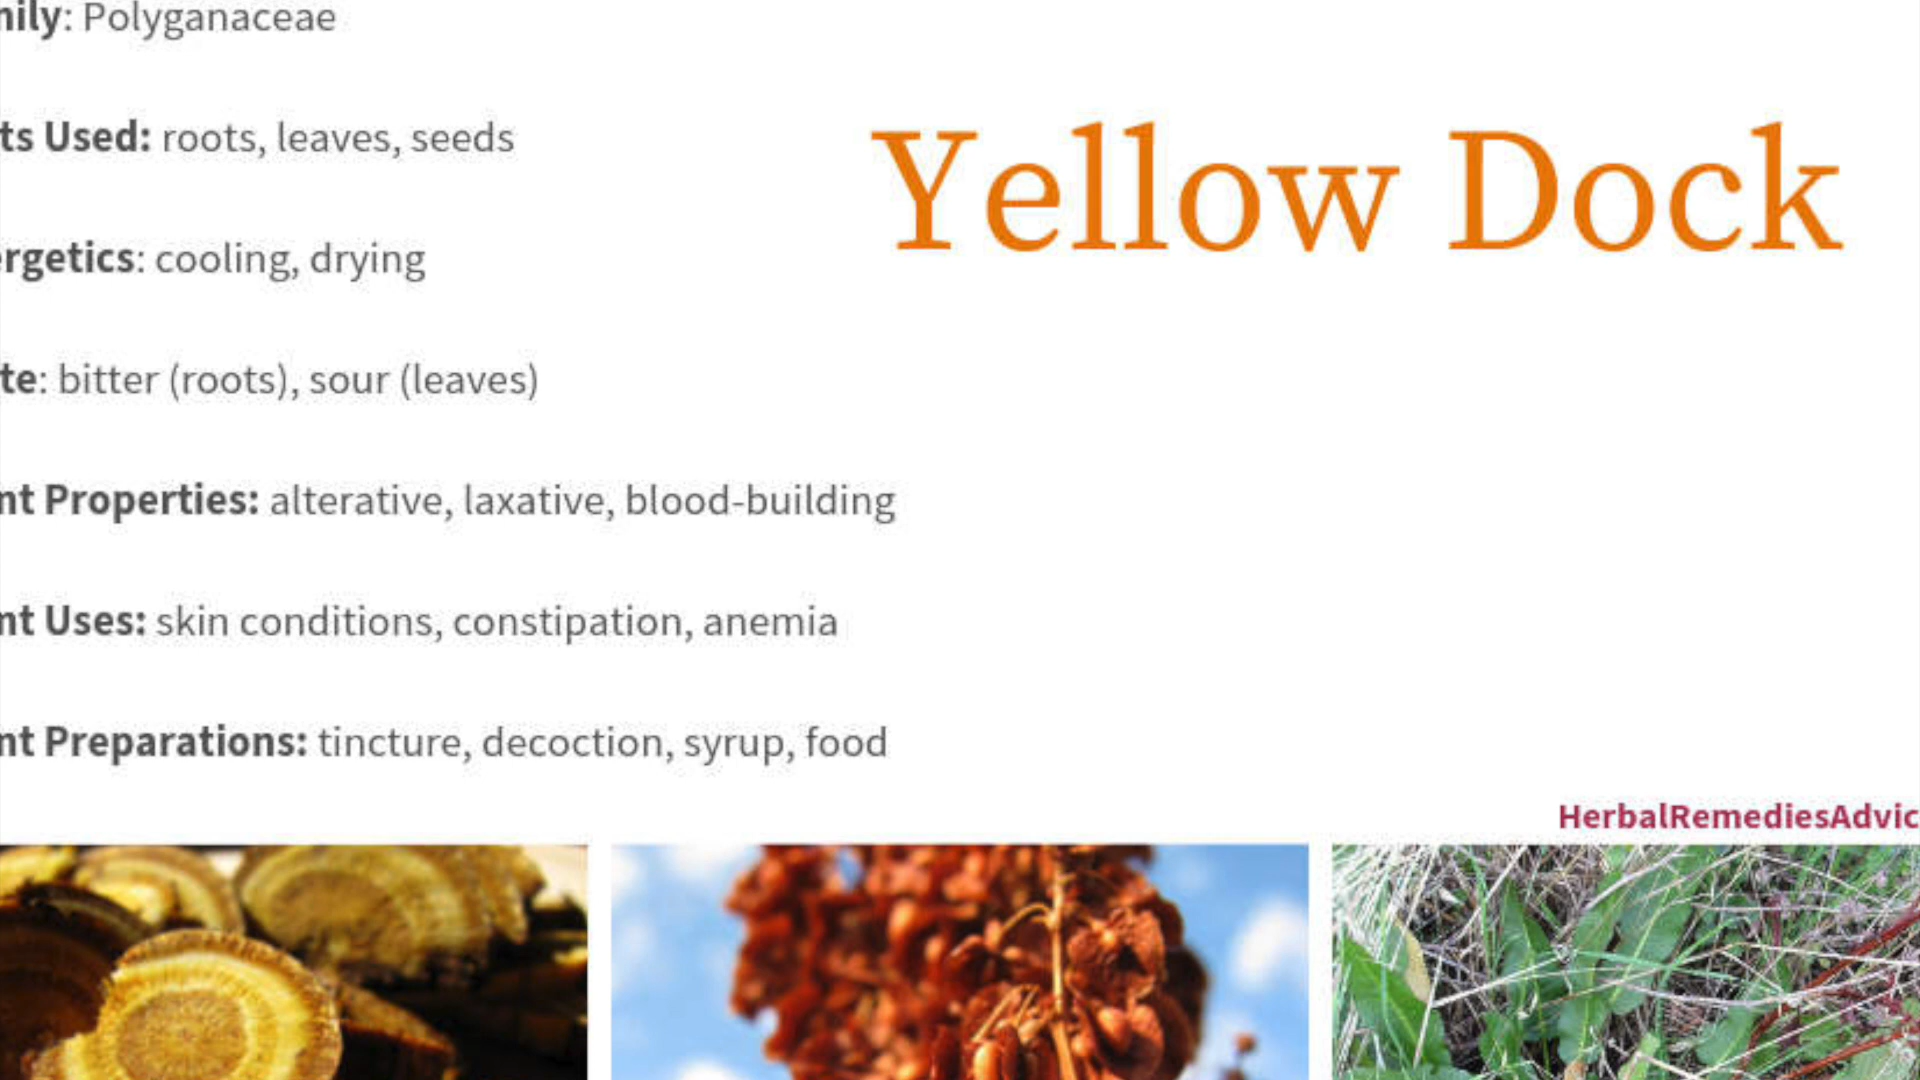 nily: Polyganaceae
ts Used: roots, leaves, seeds
Yellow Dock
ergetics: cooling, drying
te: bitter (roots), sour (leaves)
nt Properties: alterative, laxative, blood-building
nt Uses: skin conditions, constipation, anemia
nt Preparations: tincture, decoction, syrup, food
HerbalRemediesAdvic